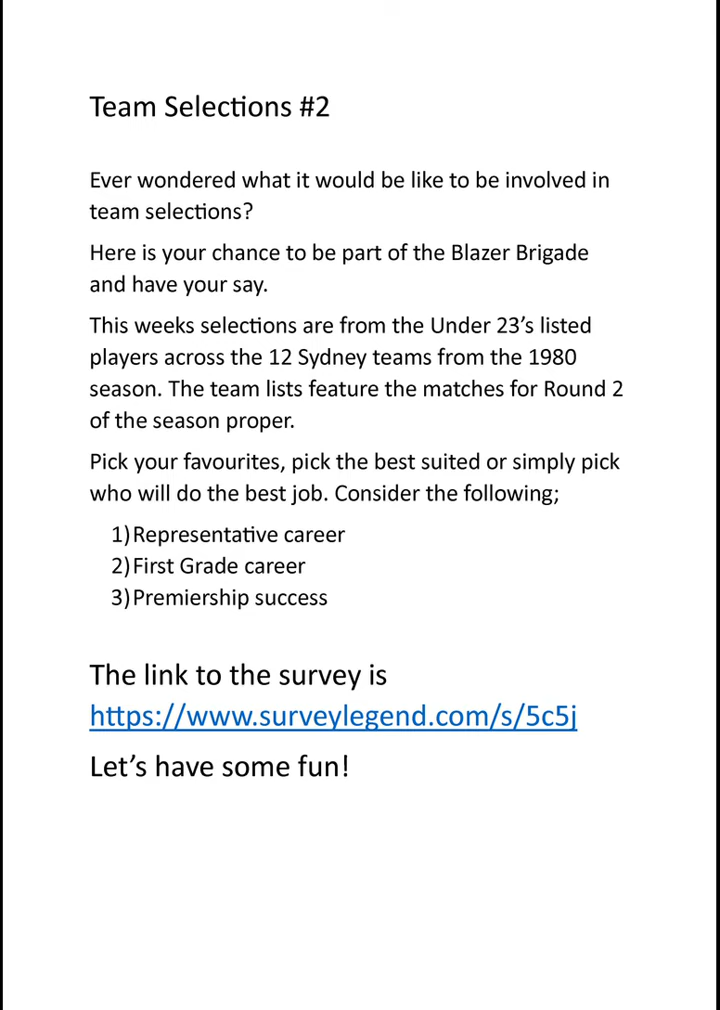 Team Selections #2
Ever wondered what it would be like to be involved in
team selections?
Here is your chance to be part of the Blazer Brigade
and have your say.
This weeks selections are from the Under 23’s listed
players across the 12 Sydney teams from the 1980
season. The team lists feature the matches for Round 2
of the season proper.
Pick your favourites, pick the best suited or simply pick
who will do the best job. Consider the following;
1) Representative career
2) First Grade career
3) Premiership success
The link to the survey is
https://www.surveylegend.com/s/5c5j
Let’s have some fun!